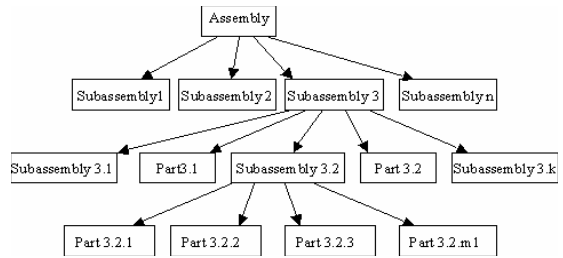 Assembly
Subassembly1
Subassembly 2
Subassembly 3
Subassembly n
Subassembly 3.1
Part3.1
Subassembly 3.2
Part 3.2
Subassembly 3.k
Part 3.2.1
Part 3.2.2
Part 3.2.3
Part 3.2.m1